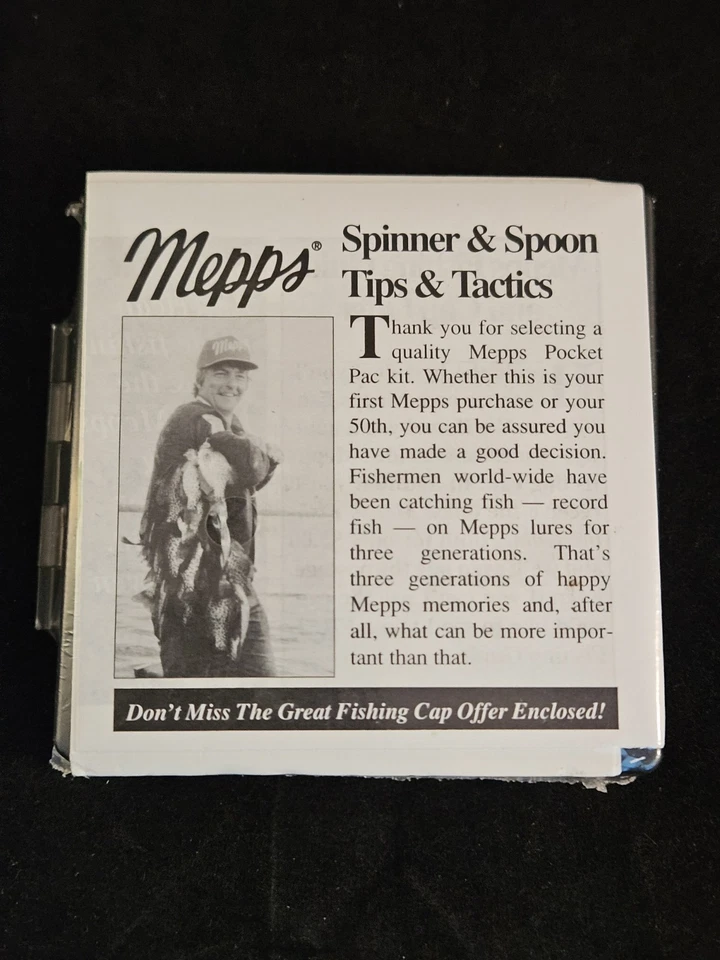 Mepps®
Spinner & Spoon
Tips & Tactics
Mepps
Thank you for selecting a
quality Mepps Pocket
Pac kit. Whether this is your
first Mepps purchase or your
50th, you can be assured you
have made a good decision.
Fishermen world-wide have
been catching fish — record
fish — on Mepps lures for
three generations. That's
three generations of happy
Mepps memories and, after
all, what can be more impor-
tant than that.
Don't Miss The Great Fishing Cap Offer Enclosed!